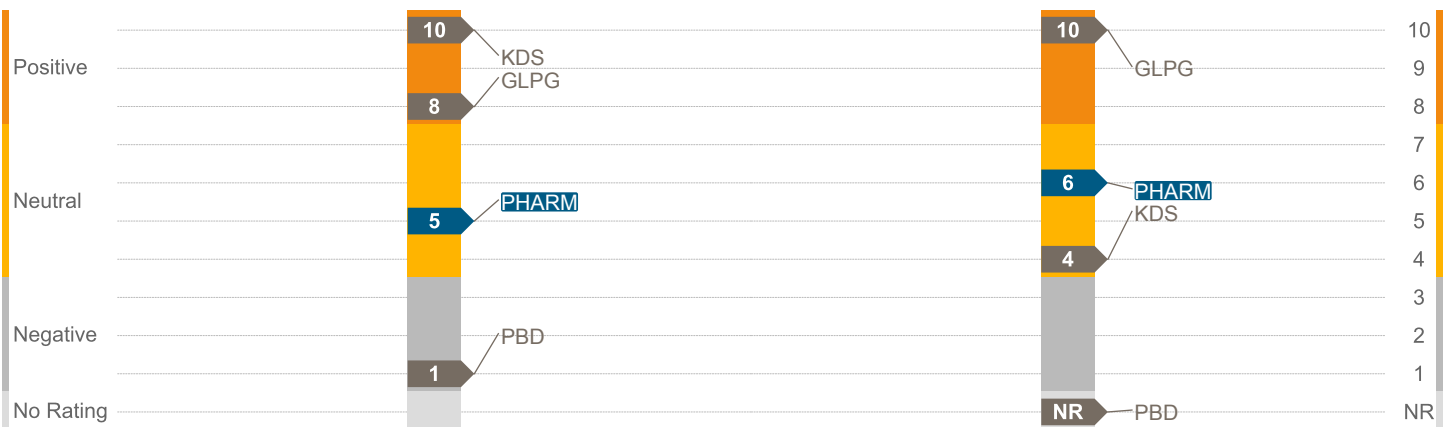 10 10 10
KDS
Positive GLPG 9
GLPG
8 8
7
6 6
Neutral PHARM PHARM
5 KDS 5
4 4
3
Negative PBD 2
1 1
No Rating NR PBD NR